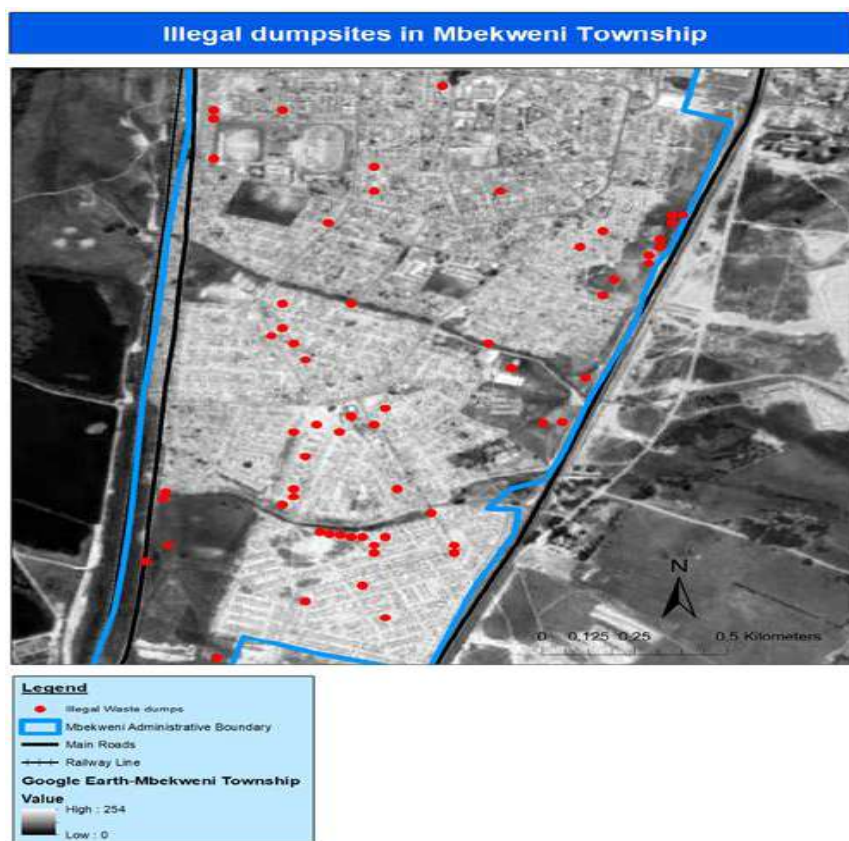 Illegal dumpsites in Mbekweni Township
N
0 0.125 0.25 0.5 Kilometers
Legend
Illegal Waste dumps
Mbekweni Administrative Boundary
Main Roads
Railway Line
Google Earth-Mbekweni Township
Value
High : 254
Low : 0